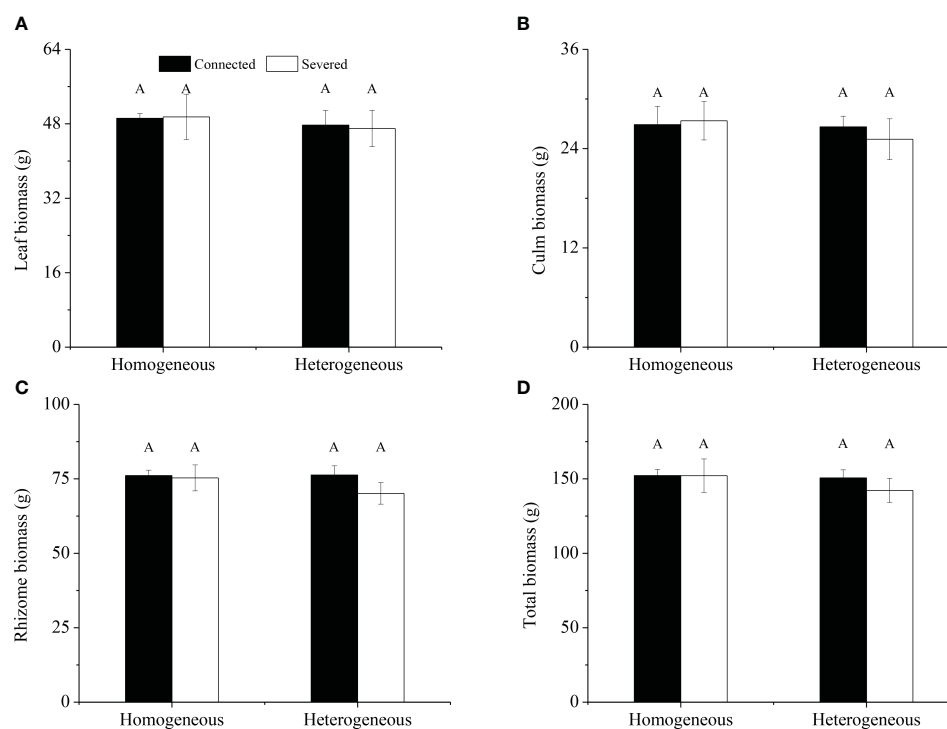 A
64
48
32
16
0
Leaf biomass (g)
Connected Severed
A A A A
Homogeneous Heterogeneous
B
36
24
12
0
Culm biomass (g)
A A A A
Homogeneous Heterogeneous
C
100
75
50
25
0
Rhizome biomass (g)
A A A A
Homogeneous Heterogeneous
D
200
150
100
50
0
Total biomass (g)
A A A A
Homogeneous Heterogeneous